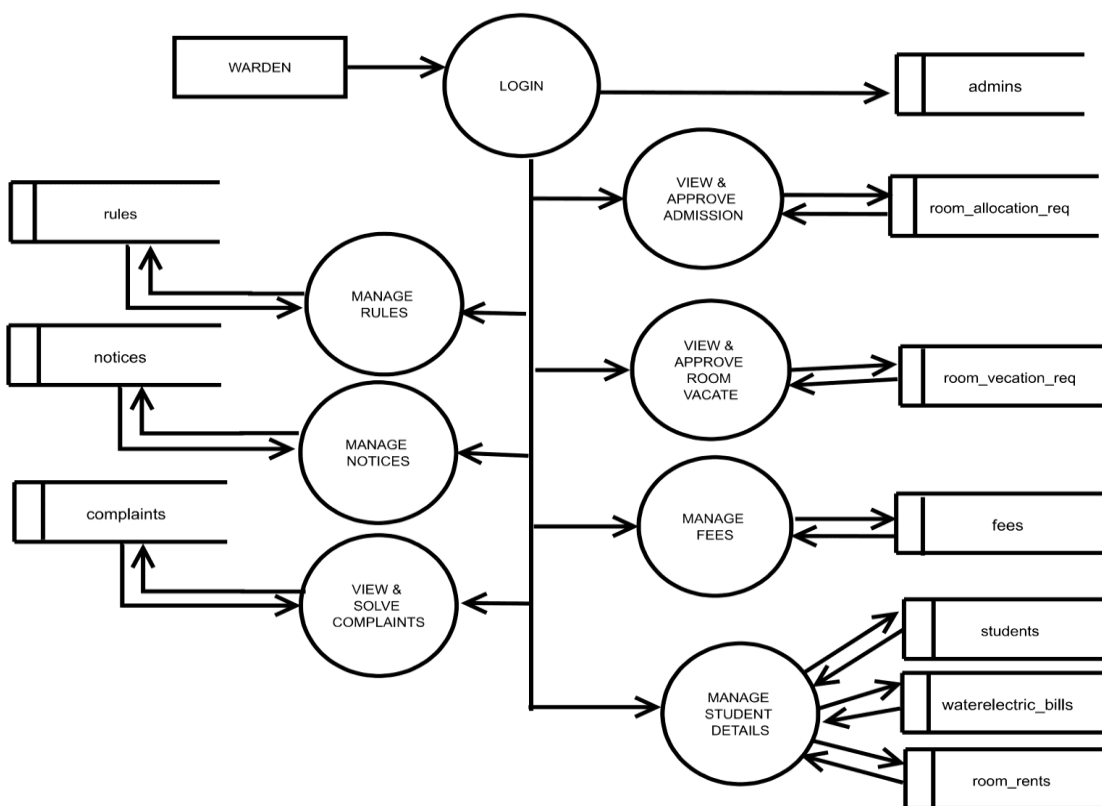 WARDEN
LOGIN
admins
rules
VIEW &
APPROVE
ADMISSION
room_allocation_req
MANAGE
RULES
notices
VIEW &
APPROVE
ROOM
VACATE
room_vecation_req
MANAGE
NOTICES
complaints
MANAGE
FEES
fees
VIEW &
SOLVE
COMPLAINTS
students
MANAGE
STUDENT
DETAILS
waterelectric_bills
room_rents